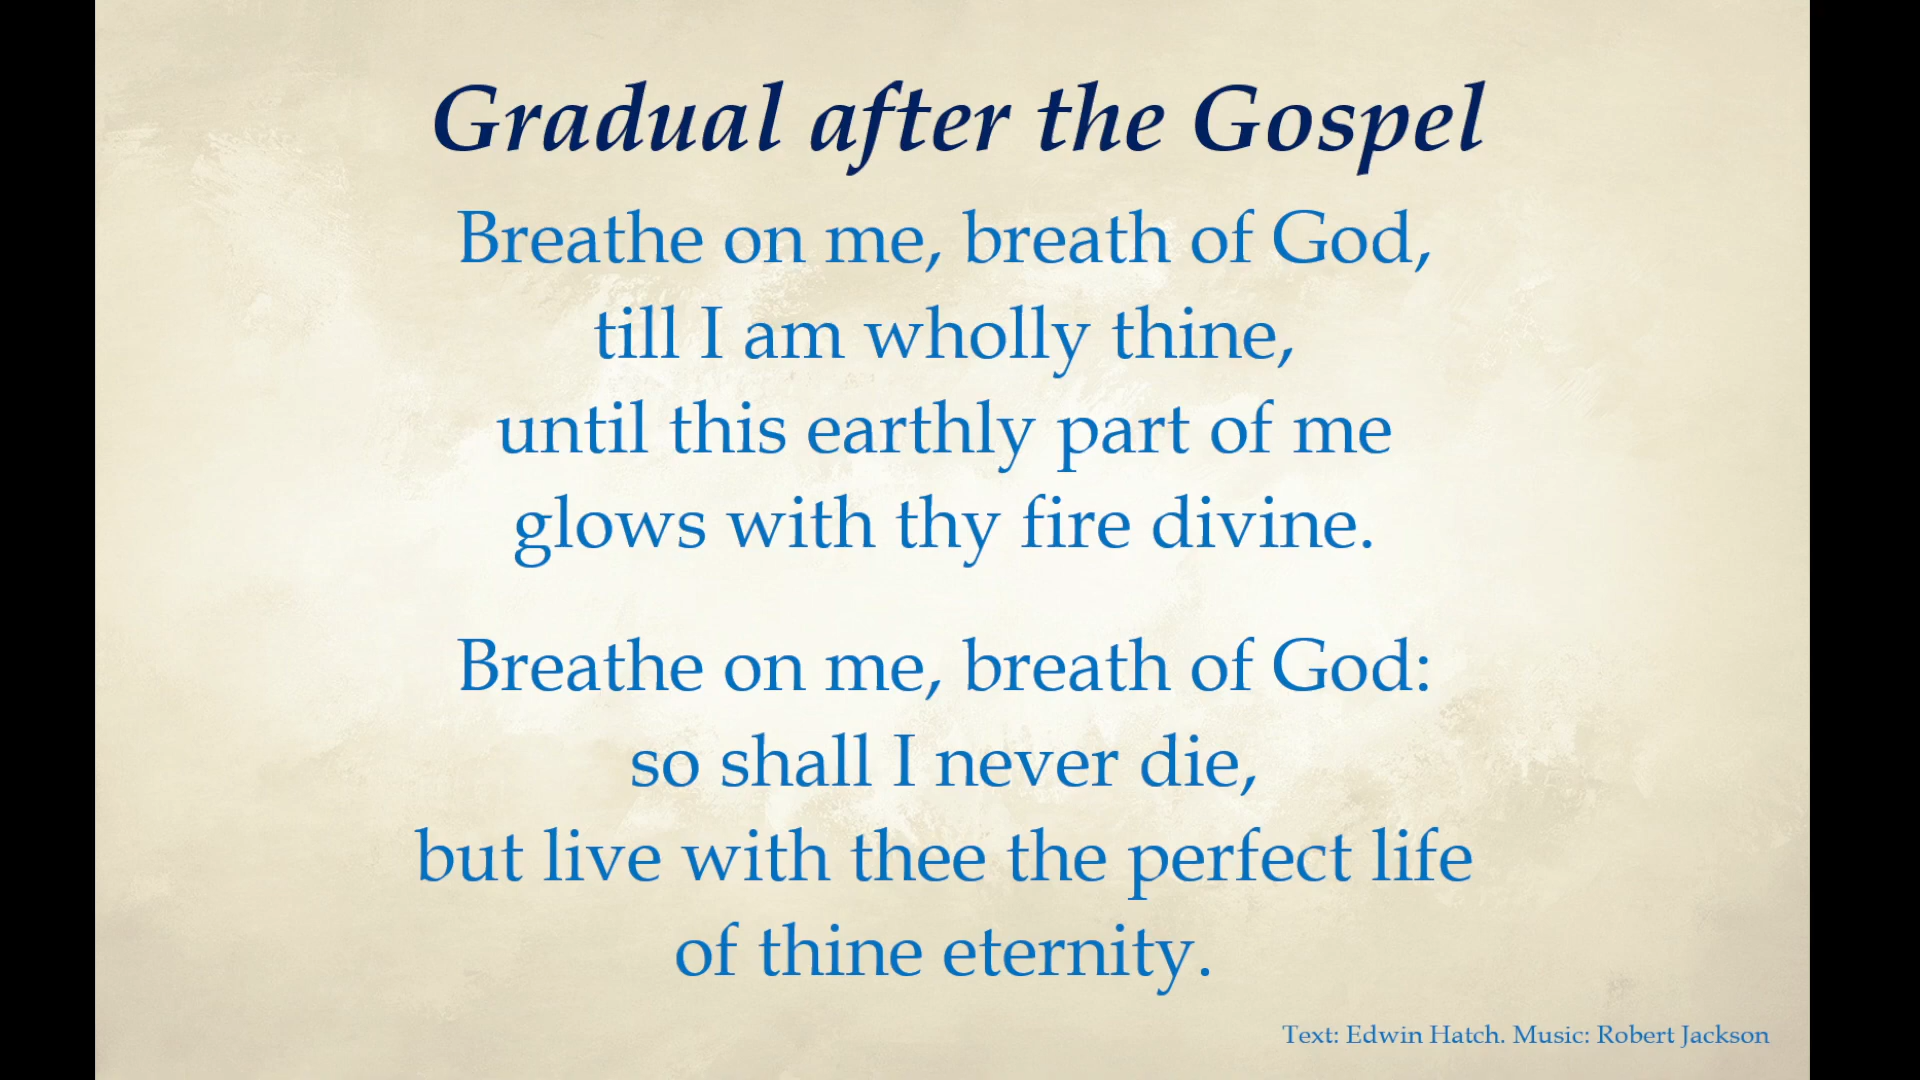 Gradual after the Gospel
Breathe on me, breath of God,
till I am wholly thine,
until this earthly part of me
glows with thy fire divine.
Breathe on me, breath of God:
so shall I never die,
but live with thee the perfect life
of thine eternity.
Text: Edwin Hatch. Music: Robert Jackson